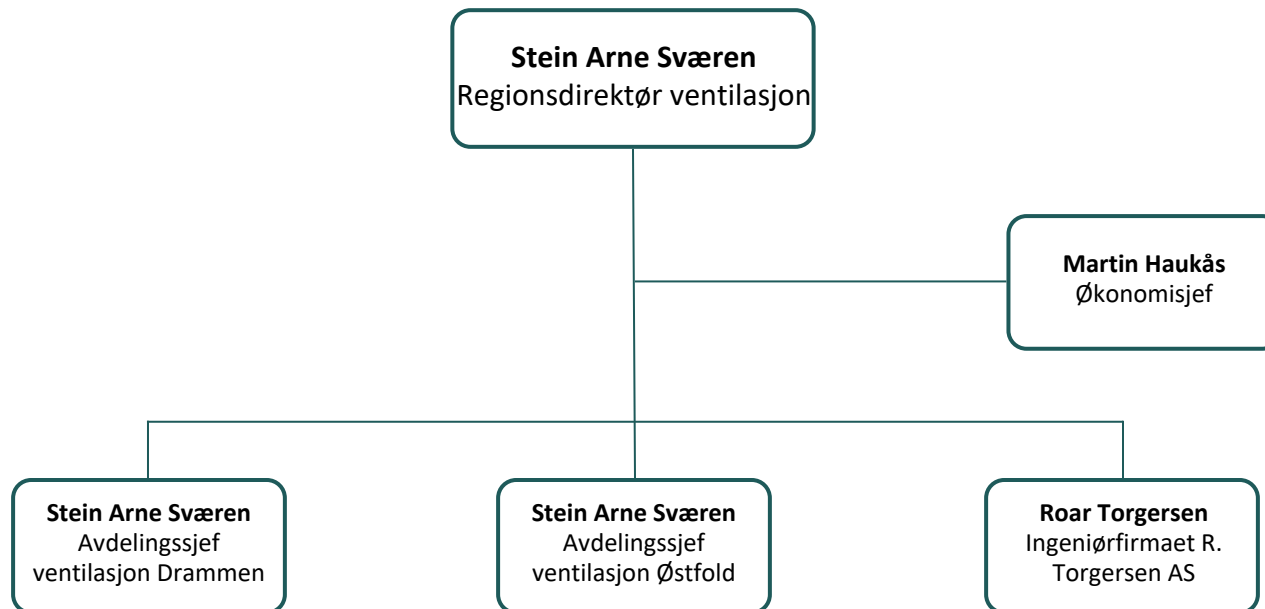 Stein Arne Sværen
Regionsdirektør ventilasjon
Martin Haukås
Økonomisjef
Stein Arne Sværen
Avdelingssjef
ventilasjon Drammen
Stein Arne Sværen
Avdelingssjef
ventilasjon Østfold
Roar Torgersen
Ingeniørfirmaet R.
Torgersen AS